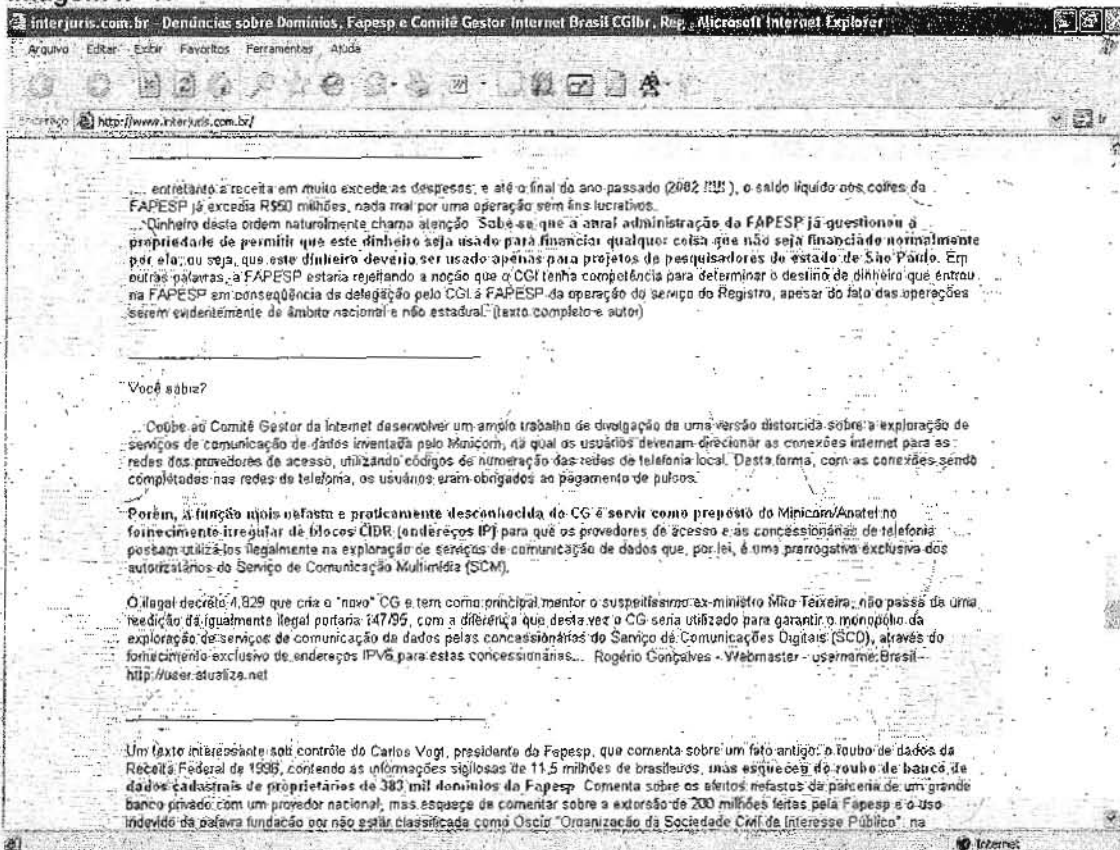 interjuris.com.br - Denúncias sobre Domínios, Fapesp e Comitê Gestor Internet Brasil CGIbr, Reg Microsoft Internet Explorer
Arquivo Editar Exibir Favoritos Ferramentas Ajuda
http://www.interjuris.com.br/
... entretanto a receita em muito excede as despesas; e até o final do ano passado (2002 !!!! ), o saldo líquido nos cofres da
FAPESP já excedia R$50 milhões, nada mal por uma operação sem fins lucrativos.
... Dinheiro desta ordem naturalmente chama atenção. Sabe-se que a atual administração da FAPESP já questionou a
propriedade de permitir que este dinheiro seja usado para financiar qualquer coisa que não seja financiado normalmente
por ela; ou seja, que este dinheiro deveria ser usado apenas para projetos de pesquisadores do estado de São Paulo. Em
outras palavras, a FAPESP estaria rejeitando a noção que o CGI tenha competência para determinar o destino de dinheiro que entrou
na FAPESP em conseqüência da delegação pelo CGI à FAPESP da operação do serviço do Registro, apesar do fato das operações
serem evidentemente de âmbito nacional e não estadual." (texto completo e autor)
Você sabia?
... Coube ao Comitê Gestor da Internet desenvolver um amplo trabalho de divulgação de uma versão distorcida sobre a exploração de
serviços de comunicação de dados inventada pelo Minicom, na qual os usuários deveriam direcionar as conexões internet para as
redes dos provedores de acesso, utilizando códigos de numeração das redes de telefonia local. Desta forma, com as conexões sendo
completadas nas redes de telefonia, os usuários eram obrigados ao pagamento de pulsos.
Porém, a função mais nefasta e praticamente desconhecida do CG é servir como preposto do Minicom/Anatel no
fornecimento irregular de blocos CIDR (endereços IP) para que os provedores de acesso e as concessionárias de telefonia
possam utilizá-los ilegalmente na exploração de serviços de comunicação de dados que, por lei, é uma prerrogativa exclusiva dos
autorizatários do Serviço de Comunicação Multimídia (SCM).
O ilegal decreto 4.829 que cria o "novo" CG e tem como principal mentor o suspeitíssimo ex-ministro Miro Teixeira, não passa de uma
reedição da igualmente ilegal portaria 147/95, com a diferença que desta vez o CG seria utilizado para garantir o monopólio da
exploração de serviços de comunicação de dados pelas concessionárias do Serviço de Comunicações Digitais (SCD), através do
fornecimento exclusivo de endereços IPV6 para estas concessionárias... Rogério Gonçalves - Webmaster - username:Brasil -
http://user.atualize.net
Um texto interessante sob contrôle do Carlos Vogt, presidente da Fapesp, que comenta sobre um fato antigo: o roubo de dados da
Receita Federal de 1996, contendo as informações sigilosas de 11,5 milhões de brasileiros, mas esqueceu do roubo de banco de
dados cadastrais de proprietários de 383 mil domínios da Fapesp. Comenta sobre os efeitos nefastos da parceria de um grande
banco privado com um provedor nacional, mas esquece de comentar sobre a extorsão de 200 milhões feitas pela Fapesp e o uso
indevido da palavra fundação por não estar classificada como Oscip "Organização da Sociedade Civil de Interesse Público", na
Internet